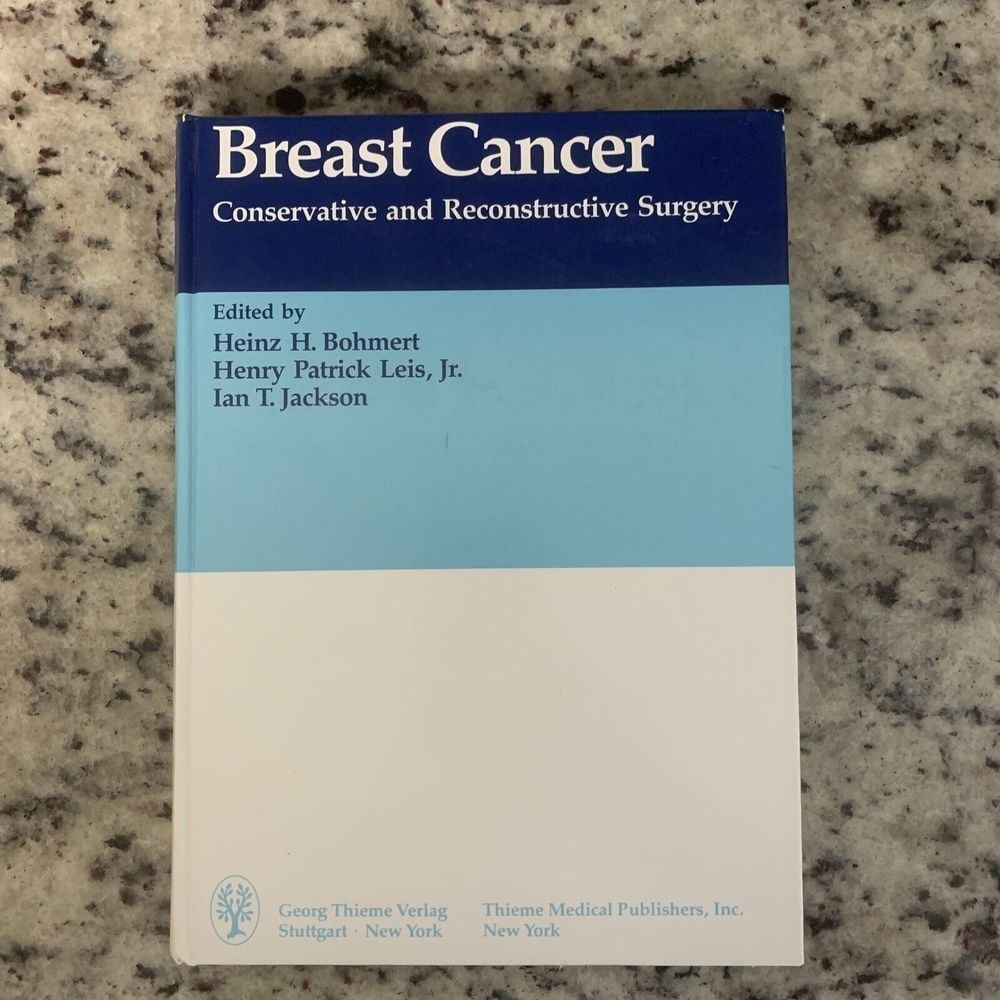 Breast Cancer
Conservative and Reconstructive Surgery
Edited by
Heinz H. Bohmert
Henry Patrick Leis, Jr.
Ian T. Jackson
Georg Thieme Verlag
Stuttgart · New York
Thieme Medical Publishers, Inc.
New York